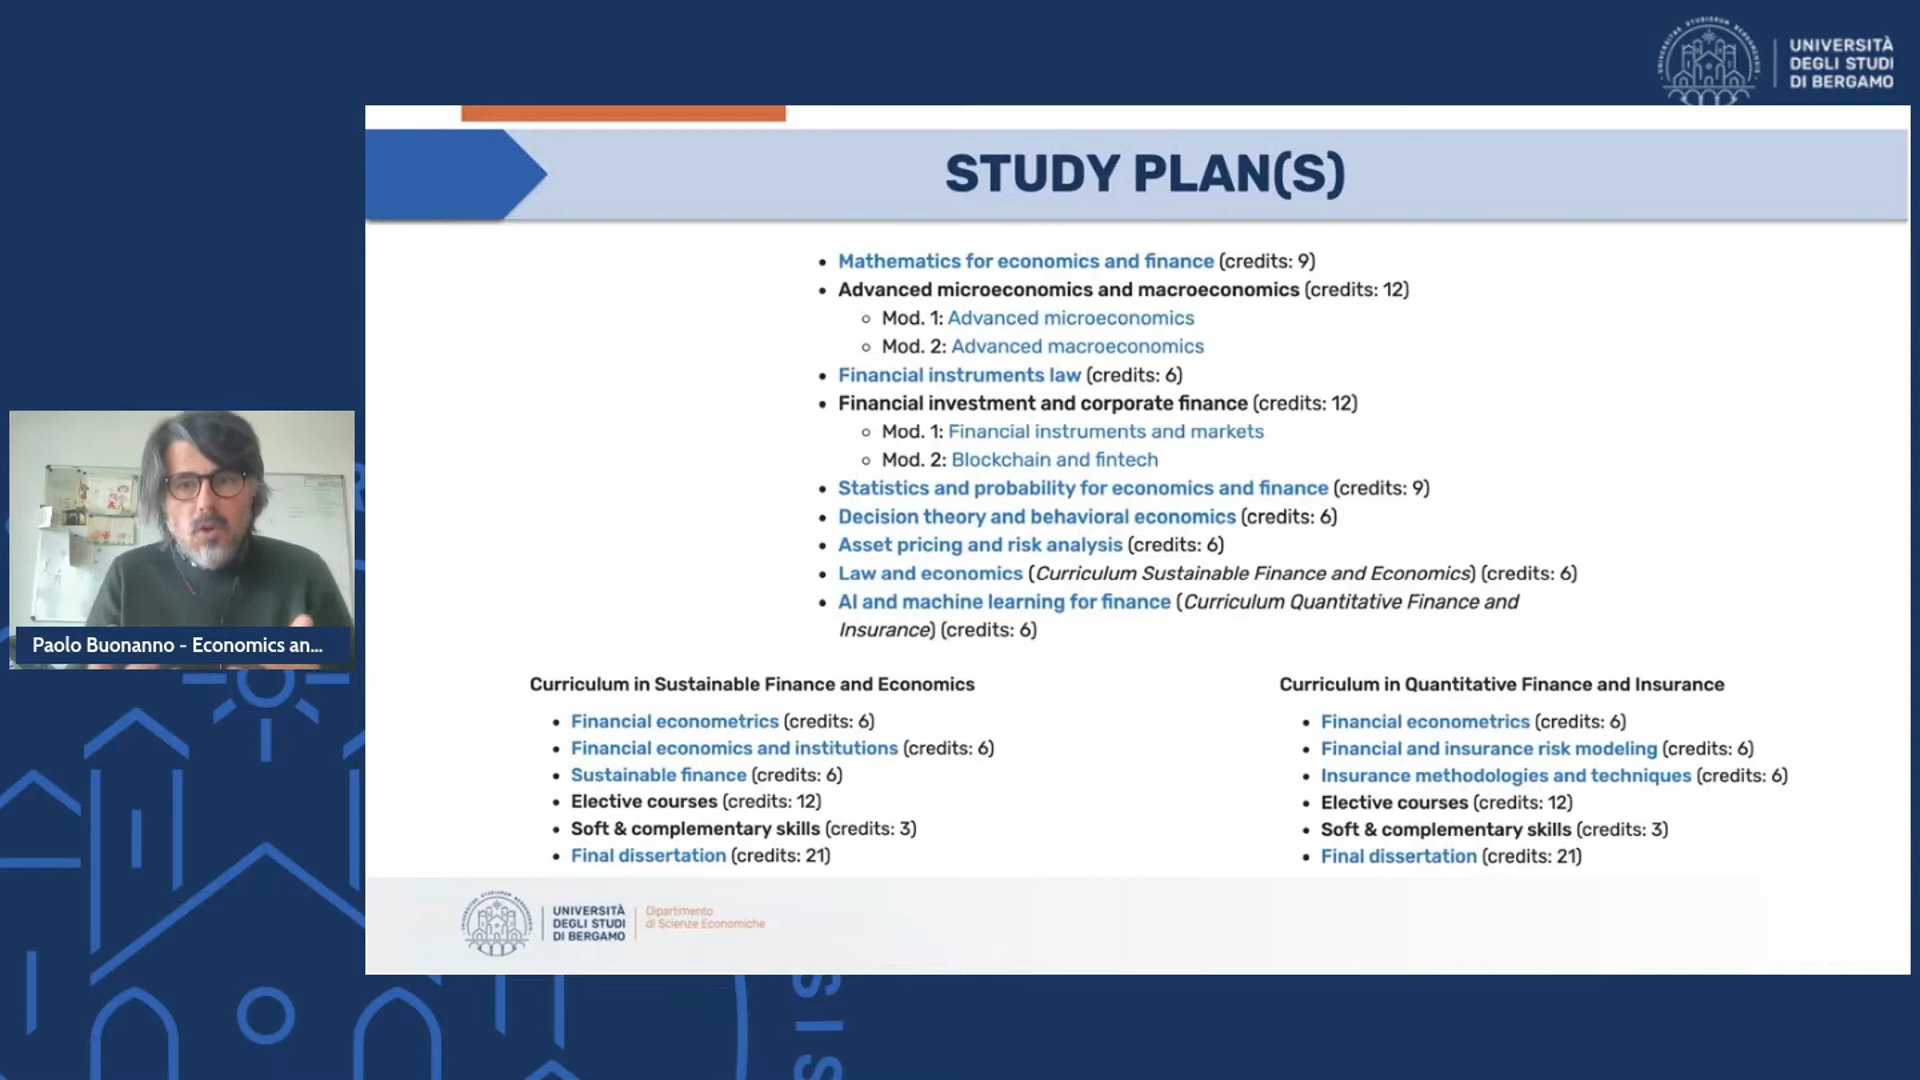 UNIVERSITÀ
DEGLI STUDI
DI BERGAMO
STUDY PLAN(S)
• Mathematics for economics and finance (credits: 9)
• Advanced microeconomics and macroeconomics (credits: 12)
○ Mod. 1: Advanced microeconomics
○ Mod. 2: Advanced macroeconomics
• Financial instruments law (credits: 6)
• Financial investment and corporate finance (credits: 12)
○ Mod. 1: Financial instruments and markets
○ Mod. 2: Blockchain and fintech
• Statistics and probability for economics and finance (credits: 9)
• Decision theory and behavioral economics (credits: 6)
• Asset pricing and risk analysis (credits: 6)
• Law and economics (Curriculum Sustainable Finance and Economics) (credits: 6)
• AI and machine learning for finance (Curriculum Quantitative Finance and
Insurance) (credits: 6)
Paolo Buonanno - Economics an...
Curriculum in Sustainable Finance and Economics
• Financial econometrics (credits: 6)
• Financial economics and institutions (credits: 6)
• Sustainable finance (credits: 6)
• Elective courses (credits: 12)
• Soft & complementary skills (credits: 3)
• Final dissertation (credits: 21)
Curriculum in Quantitative Finance and Insurance
• Financial econometrics (credits: 6)
• Financial and insurance risk modeling (credits: 6)
• Insurance methodologies and techniques (credits: 6)
• Elective courses (credits: 12)
• Soft & complementary skills (credits: 3)
• Final dissertation (credits: 21)
UNIVERSITÀ
DEGLI STUDI
DI BERGAMO
Dipartimento
di Scienze Economiche
SIS